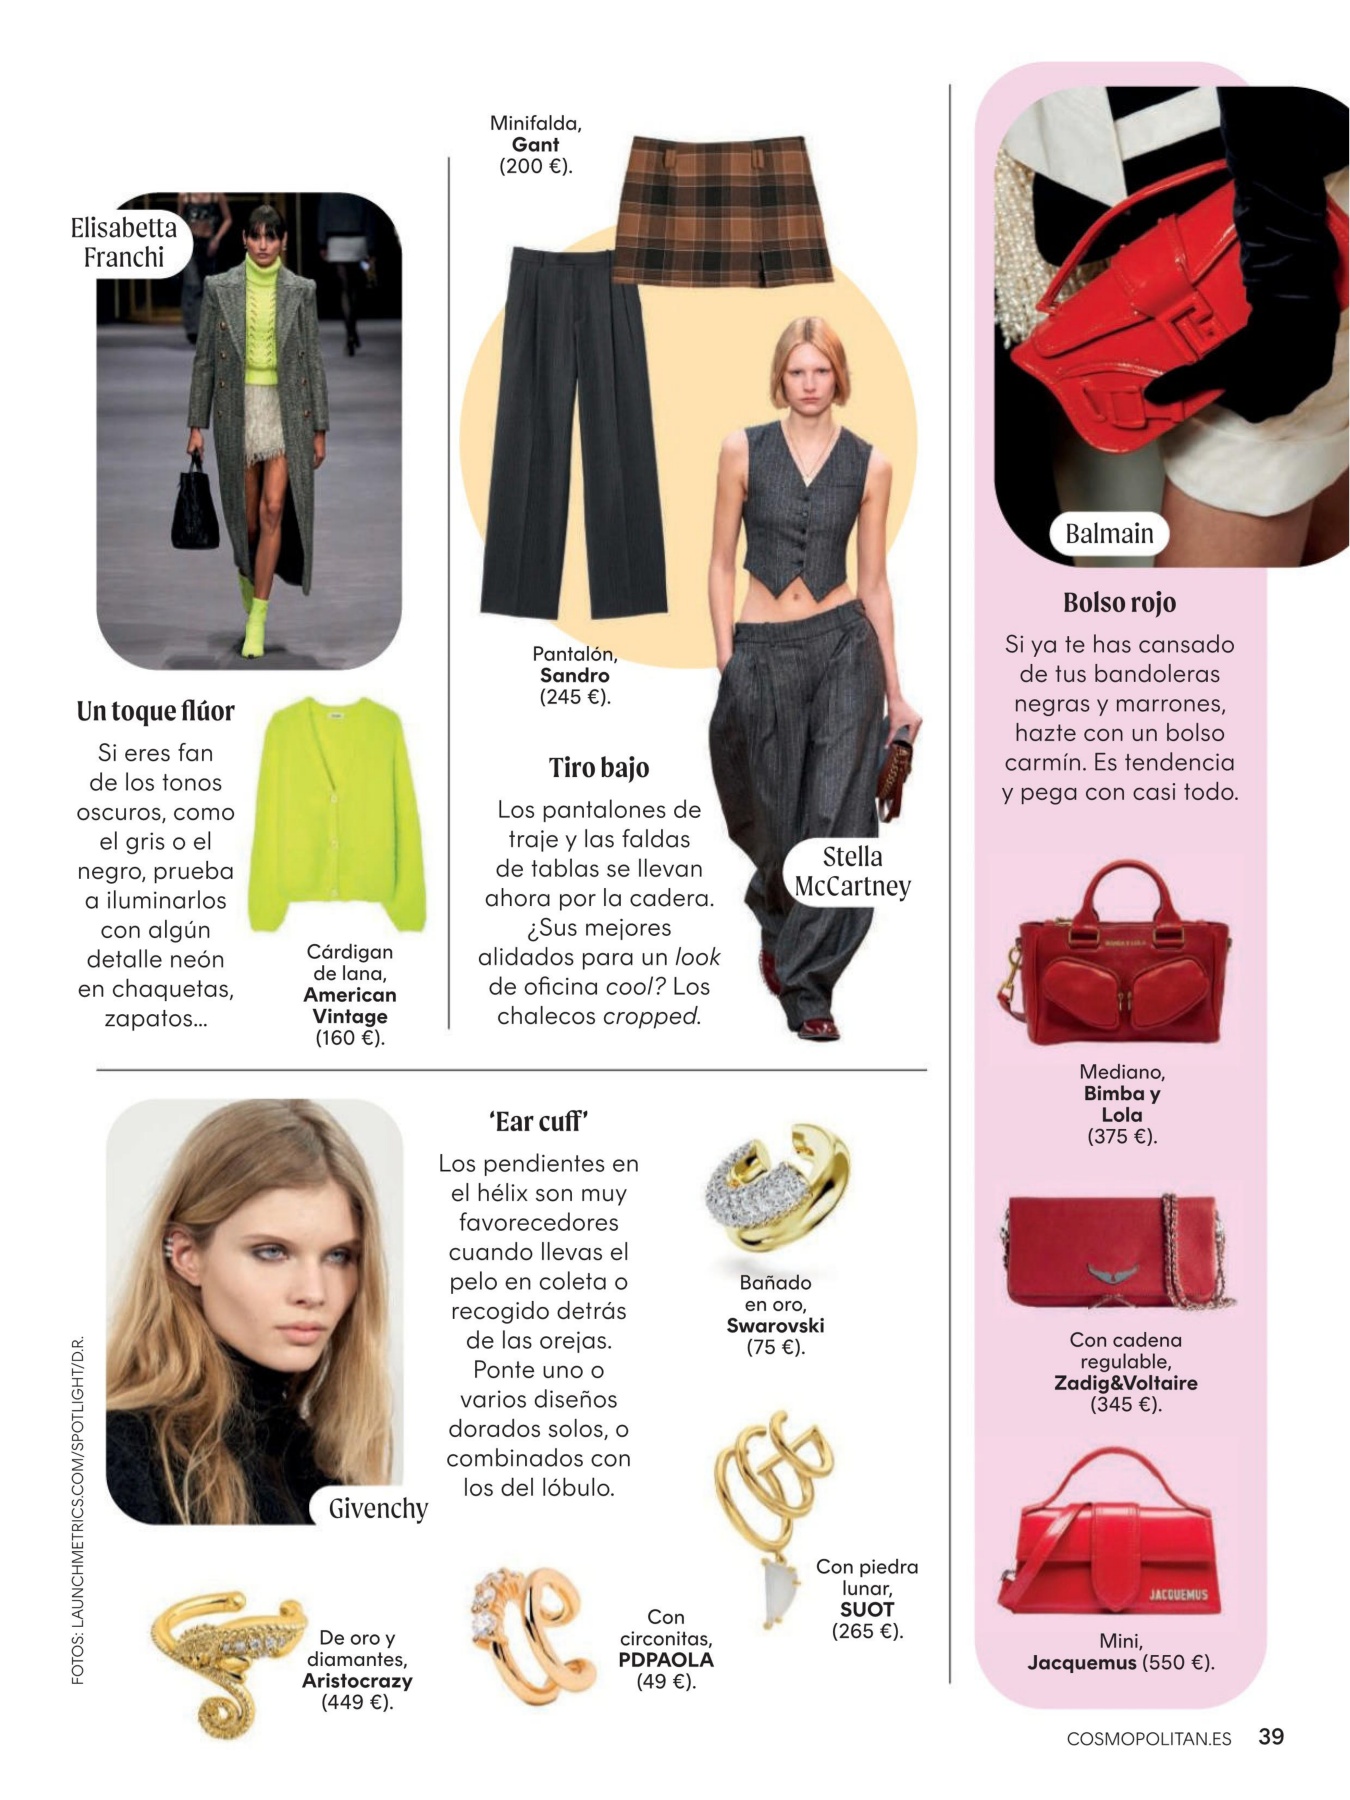 Elisabetta
Franchi
Un toque flúor
Si eres fan
de los tonos
oscuros, como
el gris o el
negro, prueba
a iluminarlos
con algún
detalle neón
en chaquetas,
zapatos...
Cárdigan
de lana,
American
Vintage
(160 €).
Minifalda,
Gant
(200 €).
Pantalón,
Sandro
(245 €).
Tiro bajo
Los pantalones de
traje y las faldas
de tablas se llevan
ahora por la cadera.
¿Sus mejores
alidados para un look
de oficina cool? Los
chalecos cropped.
Stella
McCartney
Balmain
Bolso rojo
Si ya te has cansado
de tus bandoleras
negras y marrones,
hazte con un bolso
carmín. Es tendencia
y pega con casi todo.
BIMBA Y LOLA
Mediano,
Bimba y
Lola
(375 €).
Con cadena
regulable,
Zadig&Voltaire
(345 €).
JACQUEMUS
Mini,
Jacquemus (550 €).
Givenchy
'Ear cuff'
Los pendientes en
el hélix son muy
favorecedores
cuando llevas el
pelo en coleta o
recogido detrás
de las orejas.
Ponte uno o
varios diseños
dorados solos, o
combinados con
los del lóbulo.
Bañado
en oro,
Swarovski
(75 €).
Con piedra
lunar,
SUOT
(265 €).
De oro y
diamantes,
Aristocrazy
(449 €).
Con
circonitas,
PDPAOLA
(49 €).
FOTOS: LAUNCHMETRICS.COM/SPOTLIGHT/D.R.
COSMOPOLITAN.ES 39